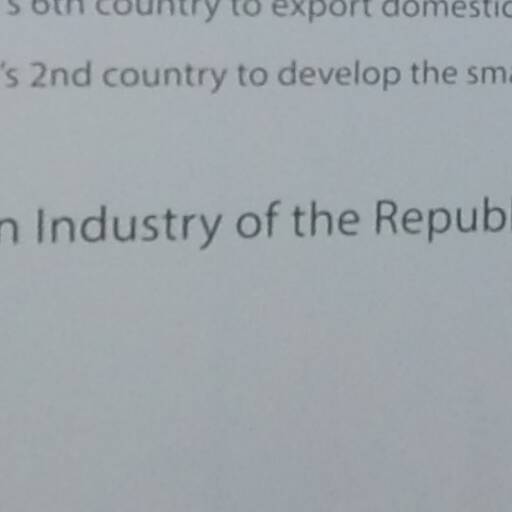 's 6th country to export domestic
's 2nd country to develop the sma
n Industry of the Republ